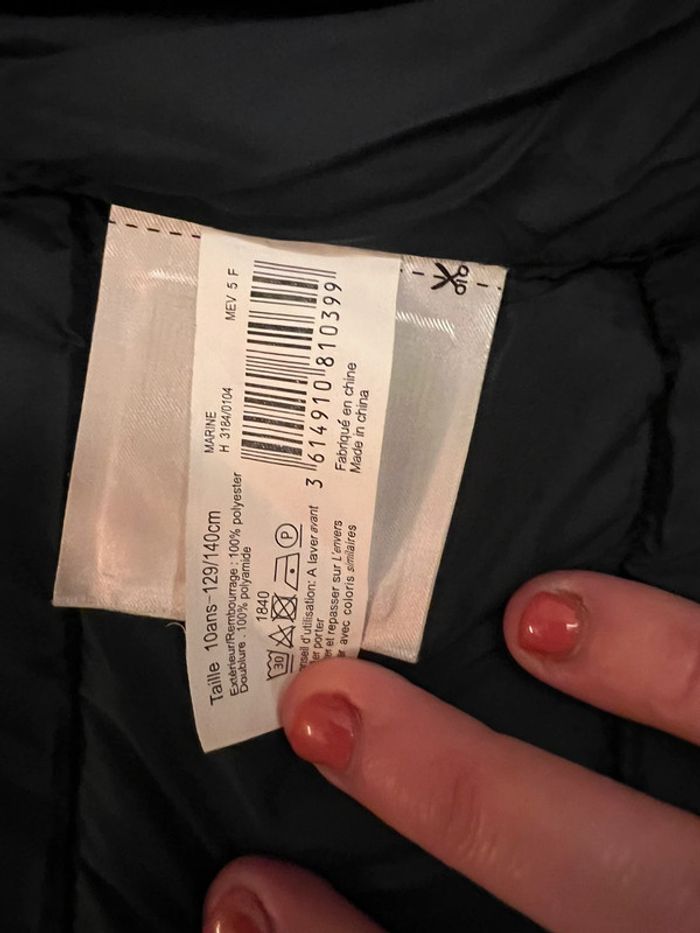 Taille 10ans-129/140cm
Extérieur/Rembourrage : 100% polyester
Doublure : 100% polyamide
MARINE
H 3184/0104
MEV 5 F
1840
30
P
3 614910 810399
d'utilisation: A laver avant
porter
et repasser sur L'envers
avec coloris similaires
Fabriqué en chine
Made in china